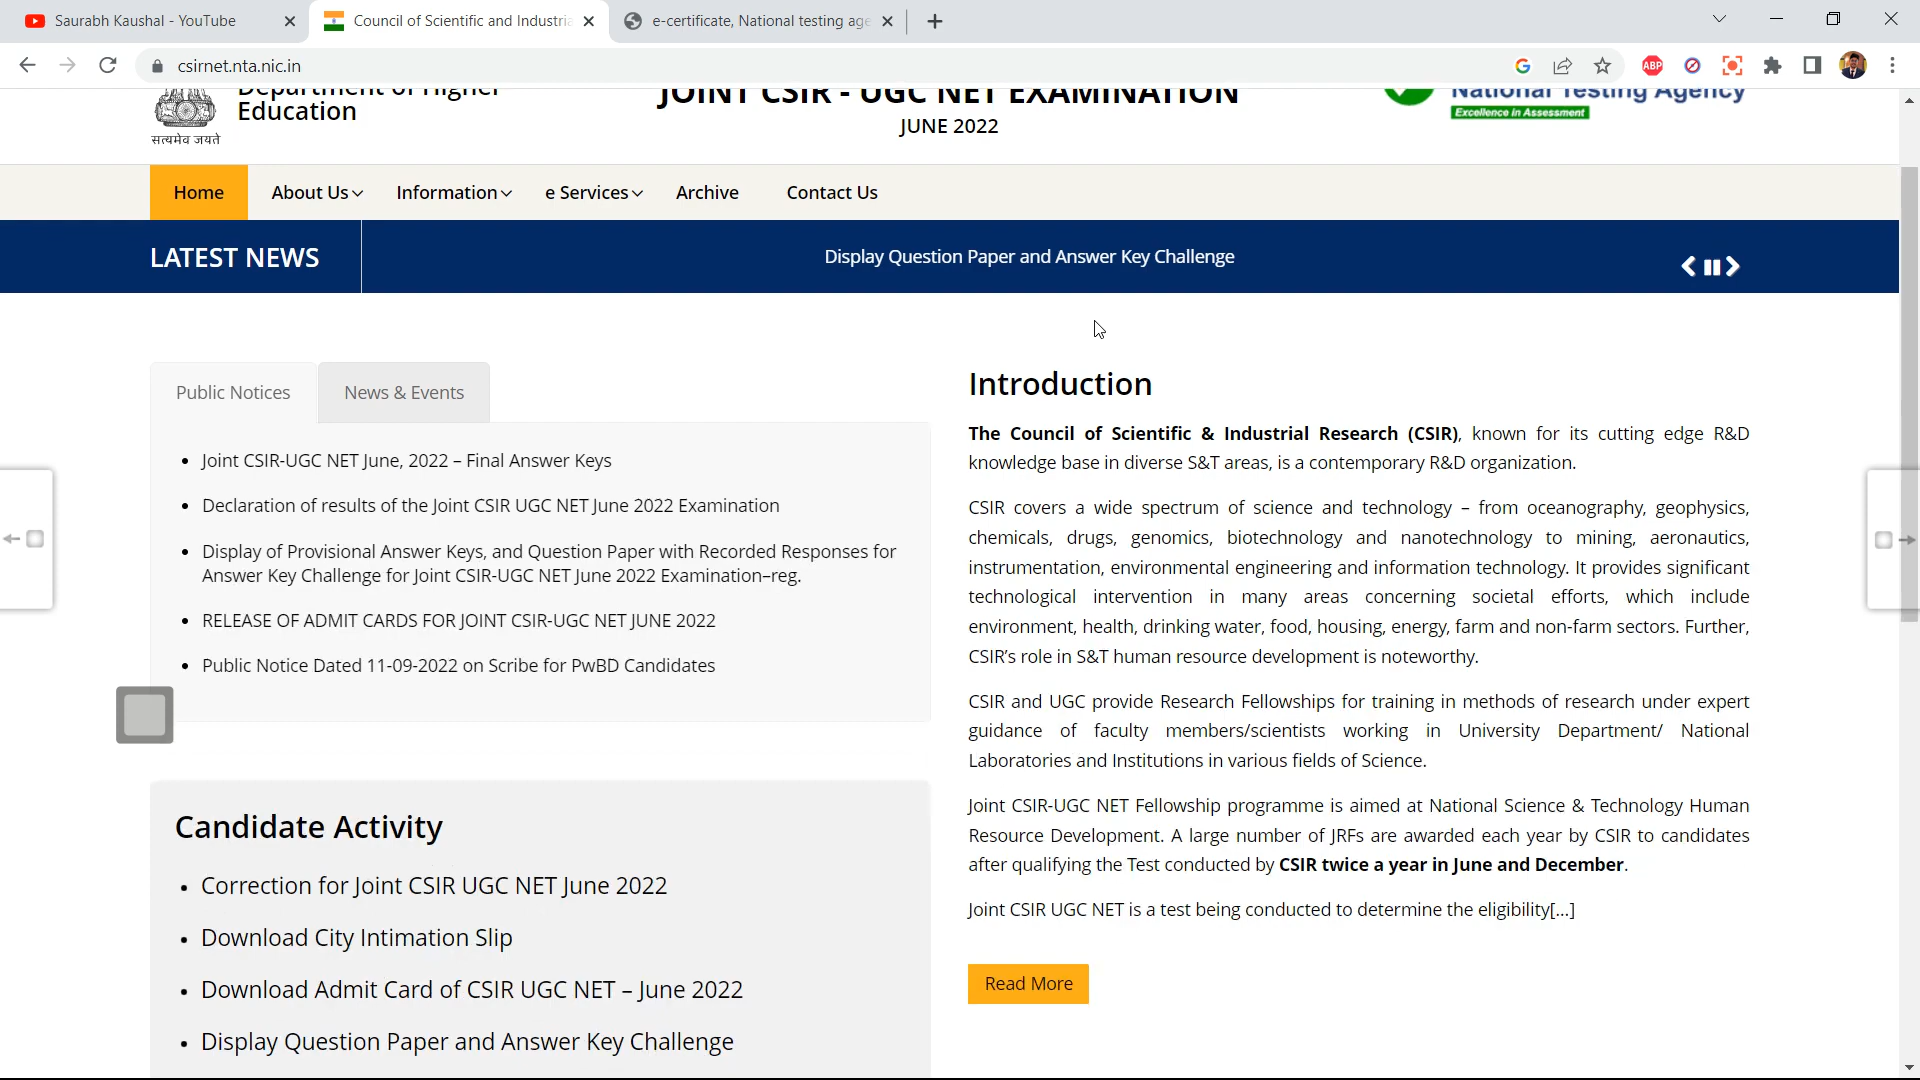 Saurabh Kaushal - YouTube
Council of Scientific and Industria
e-certificate, National testing age
csirnet.nta.nic.in
ABP
सत्यमेव जयते
Department of Higher
Education
JOINT CSIR - UGC NET EXAMINATION
JUNE 2022
National Testing Agency
Excellence in Assessment
Home
About Us
Information
e Services
Archive
Contact Us
LATEST NEWS
Display Question Paper and Answer Key Challenge
Public Notices
News & Events
• Joint CSIR-UGC NET June, 2022 – Final Answer Keys
• Declaration of results of the Joint CSIR UGC NET June 2022 Examination
• Display of Provisional Answer Keys, and Question Paper with Recorded Responses for
Answer Key Challenge for Joint CSIR-UGC NET June 2022 Examination–reg.
• RELEASE OF ADMIT CARDS FOR JOINT CSIR-UGC NET JUNE 2022
• Public Notice Dated 11-09-2022 on Scribe for PwBD Candidates
Candidate Activity
• Correction for Joint CSIR UGC NET June 2022
• Download City Intimation Slip
• Download Admit Card of CSIR UGC NET – June 2022
• Display Question Paper and Answer Key Challenge
Introduction
The Council of Scientific & Industrial Research (CSIR), known for its cutting edge R&D
knowledge base in diverse S&T areas, is a contemporary R&D organization.
CSIR covers a wide spectrum of science and technology – from oceanography, geophysics,
chemicals, drugs, genomics, biotechnology and nanotechnology to mining, aeronautics,
instrumentation, environmental engineering and information technology. It provides significant
technological intervention in many areas concerning societal efforts, which include
environment, health, drinking water, food, housing, energy, farm and non-farm sectors. Further,
CSIR’s role in S&T human resource development is noteworthy.
CSIR and UGC provide Research Fellowships for training in methods of research under expert
guidance of faculty members/scientists working in University Department/ National
Laboratories and Institutions in various fields of Science.
Joint CSIR-UGC NET Fellowship programme is aimed at National Science & Technology Human
Resource Development. A large number of JRFs are awarded each year by CSIR to candidates
after qualifying the Test conducted by CSIR twice a year in June and December.
Joint CSIR UGC NET is a test being conducted to determine the eligibility[...]
Read More